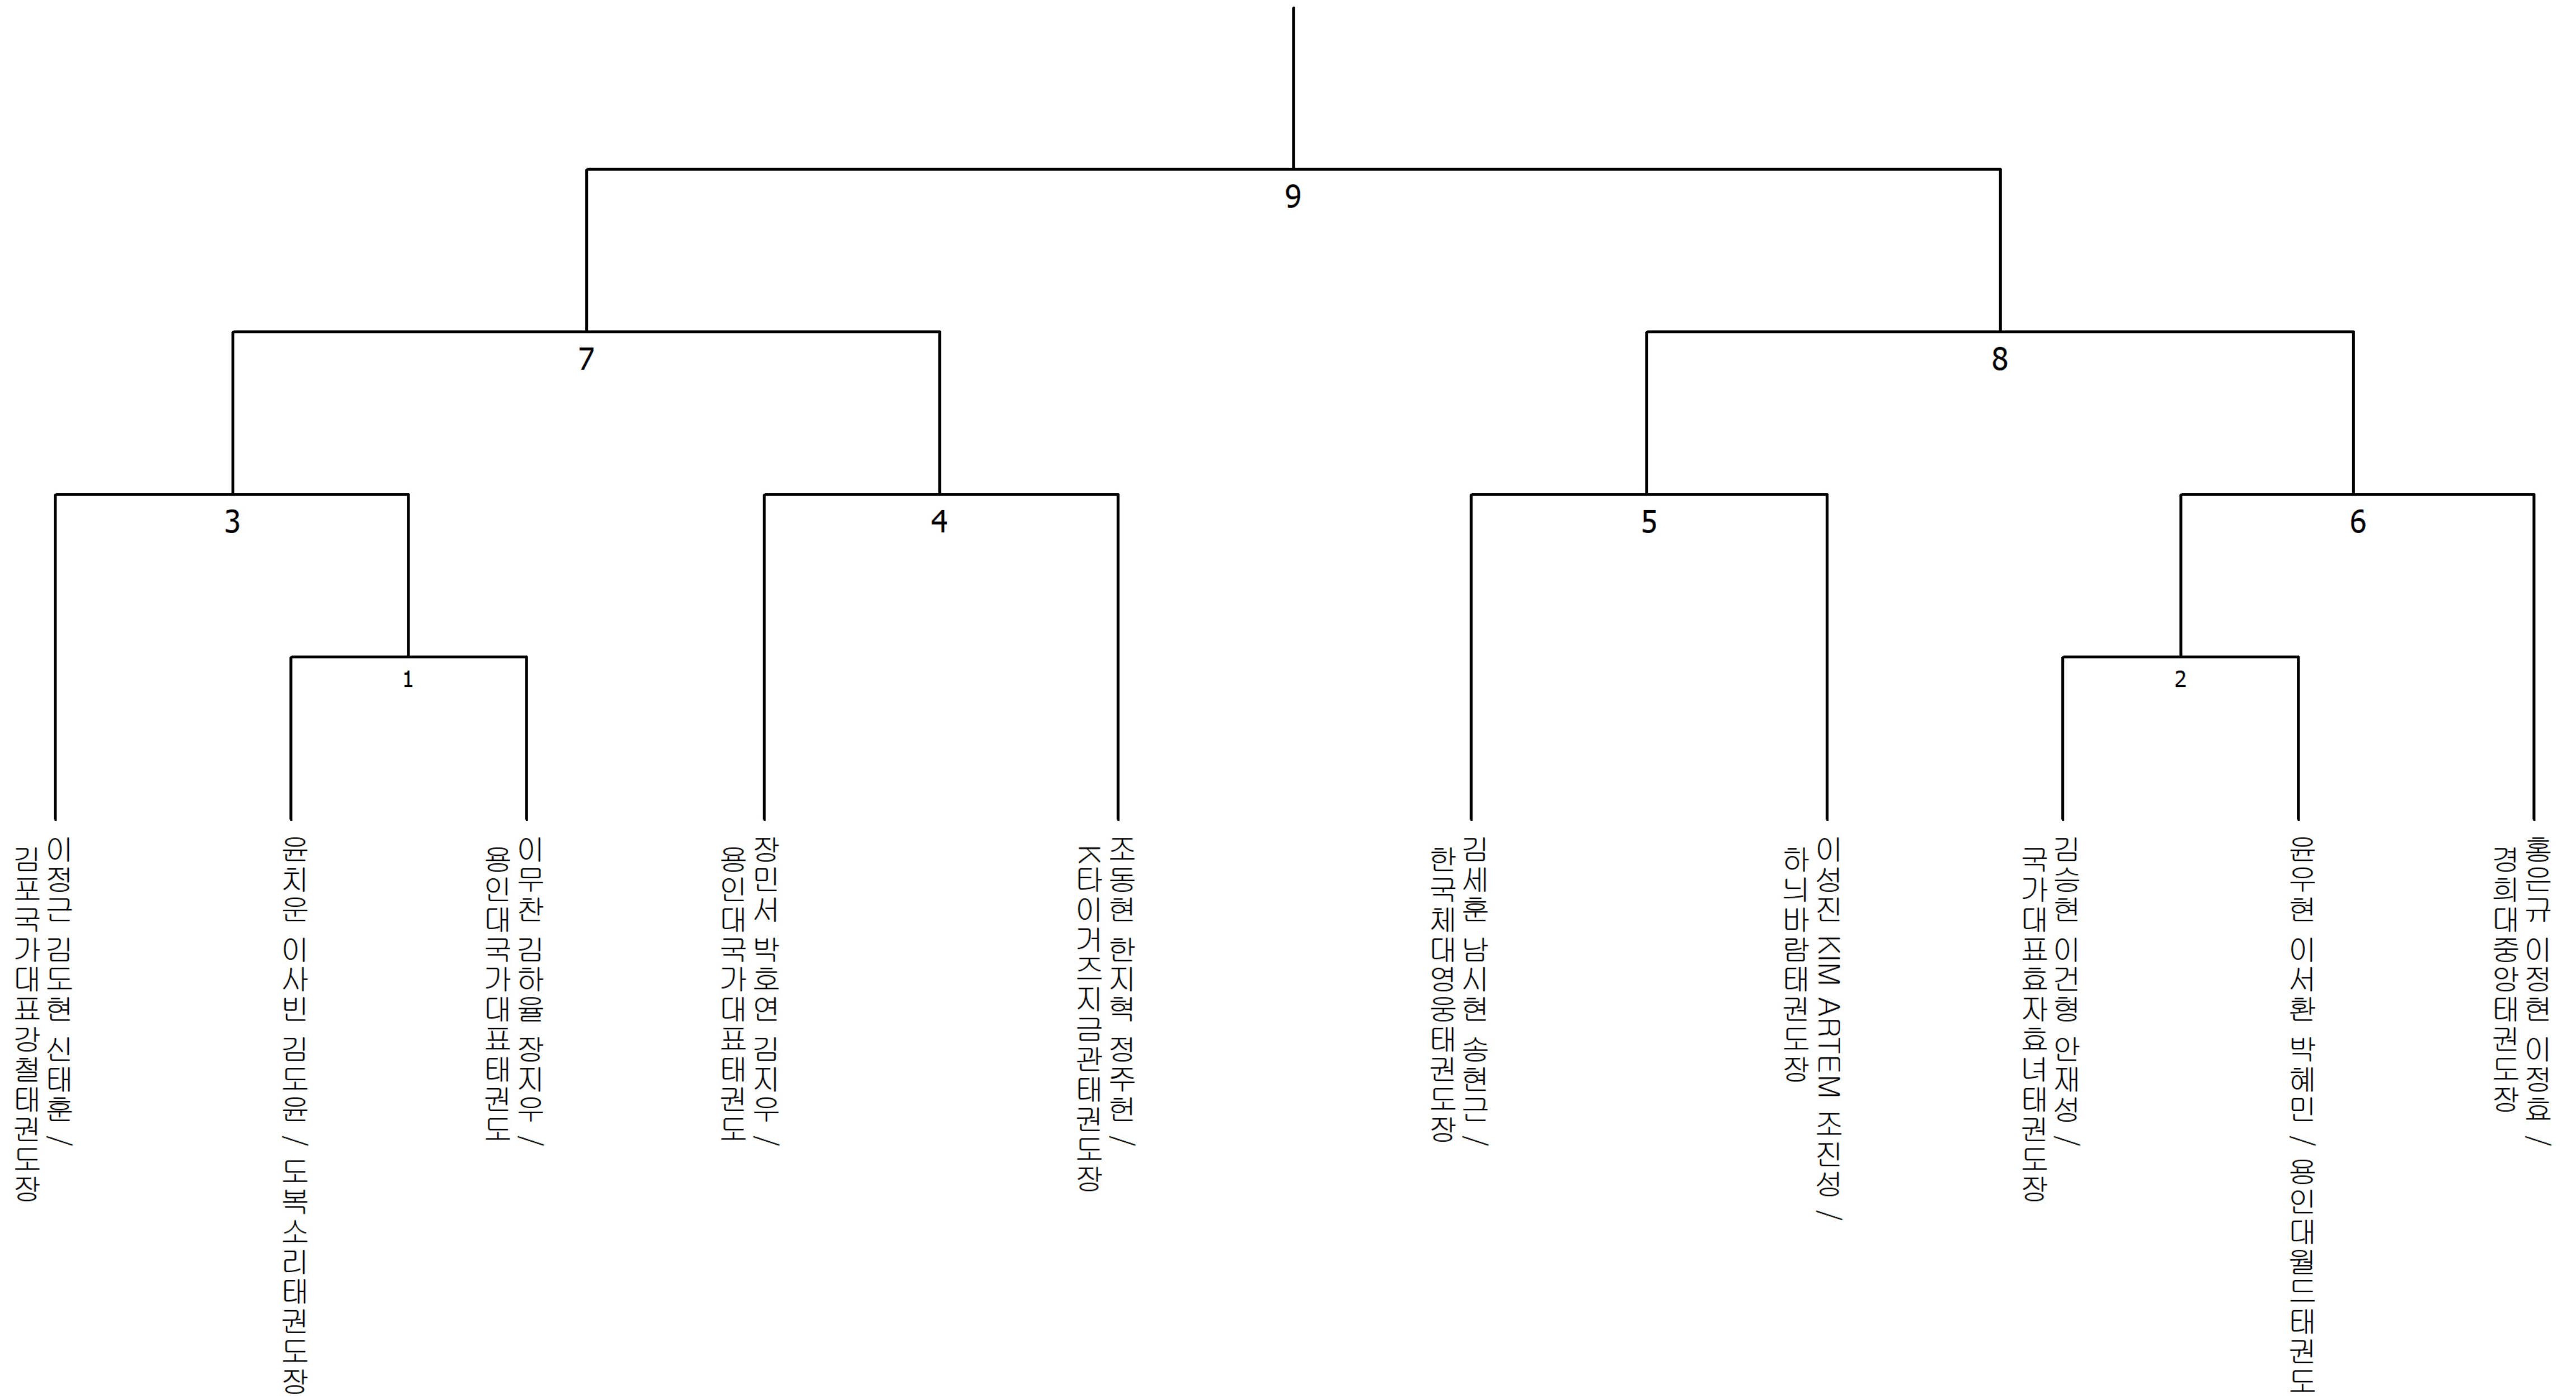 9
7
8
3
4
5
6
1
2
이정근 김도현 신태훈 /
김포국가대표강철태권도장
윤치운 이사빈 김도윤 / 도복소리태권도장
이무찬 김하율 장지우 /
용인대국가대표태권도
장민서 박호연 김지우 /
용인대국가대표태권도
조동현 한지혁 정주헌 /
K타이거즈지금관태권도장
김세훈 남시현 송현근 /
한국체대영웅태권도장
이성진 KIM ARTEM 조진성 /
하늬바람태권도장
김승현 이건형 안재성 /
국가대표효자효녀태권도장
윤우현 이서환 박혜민 / 용인대월드태권도
홍은규 이정현 이정효 /
경희대중앙태권도장